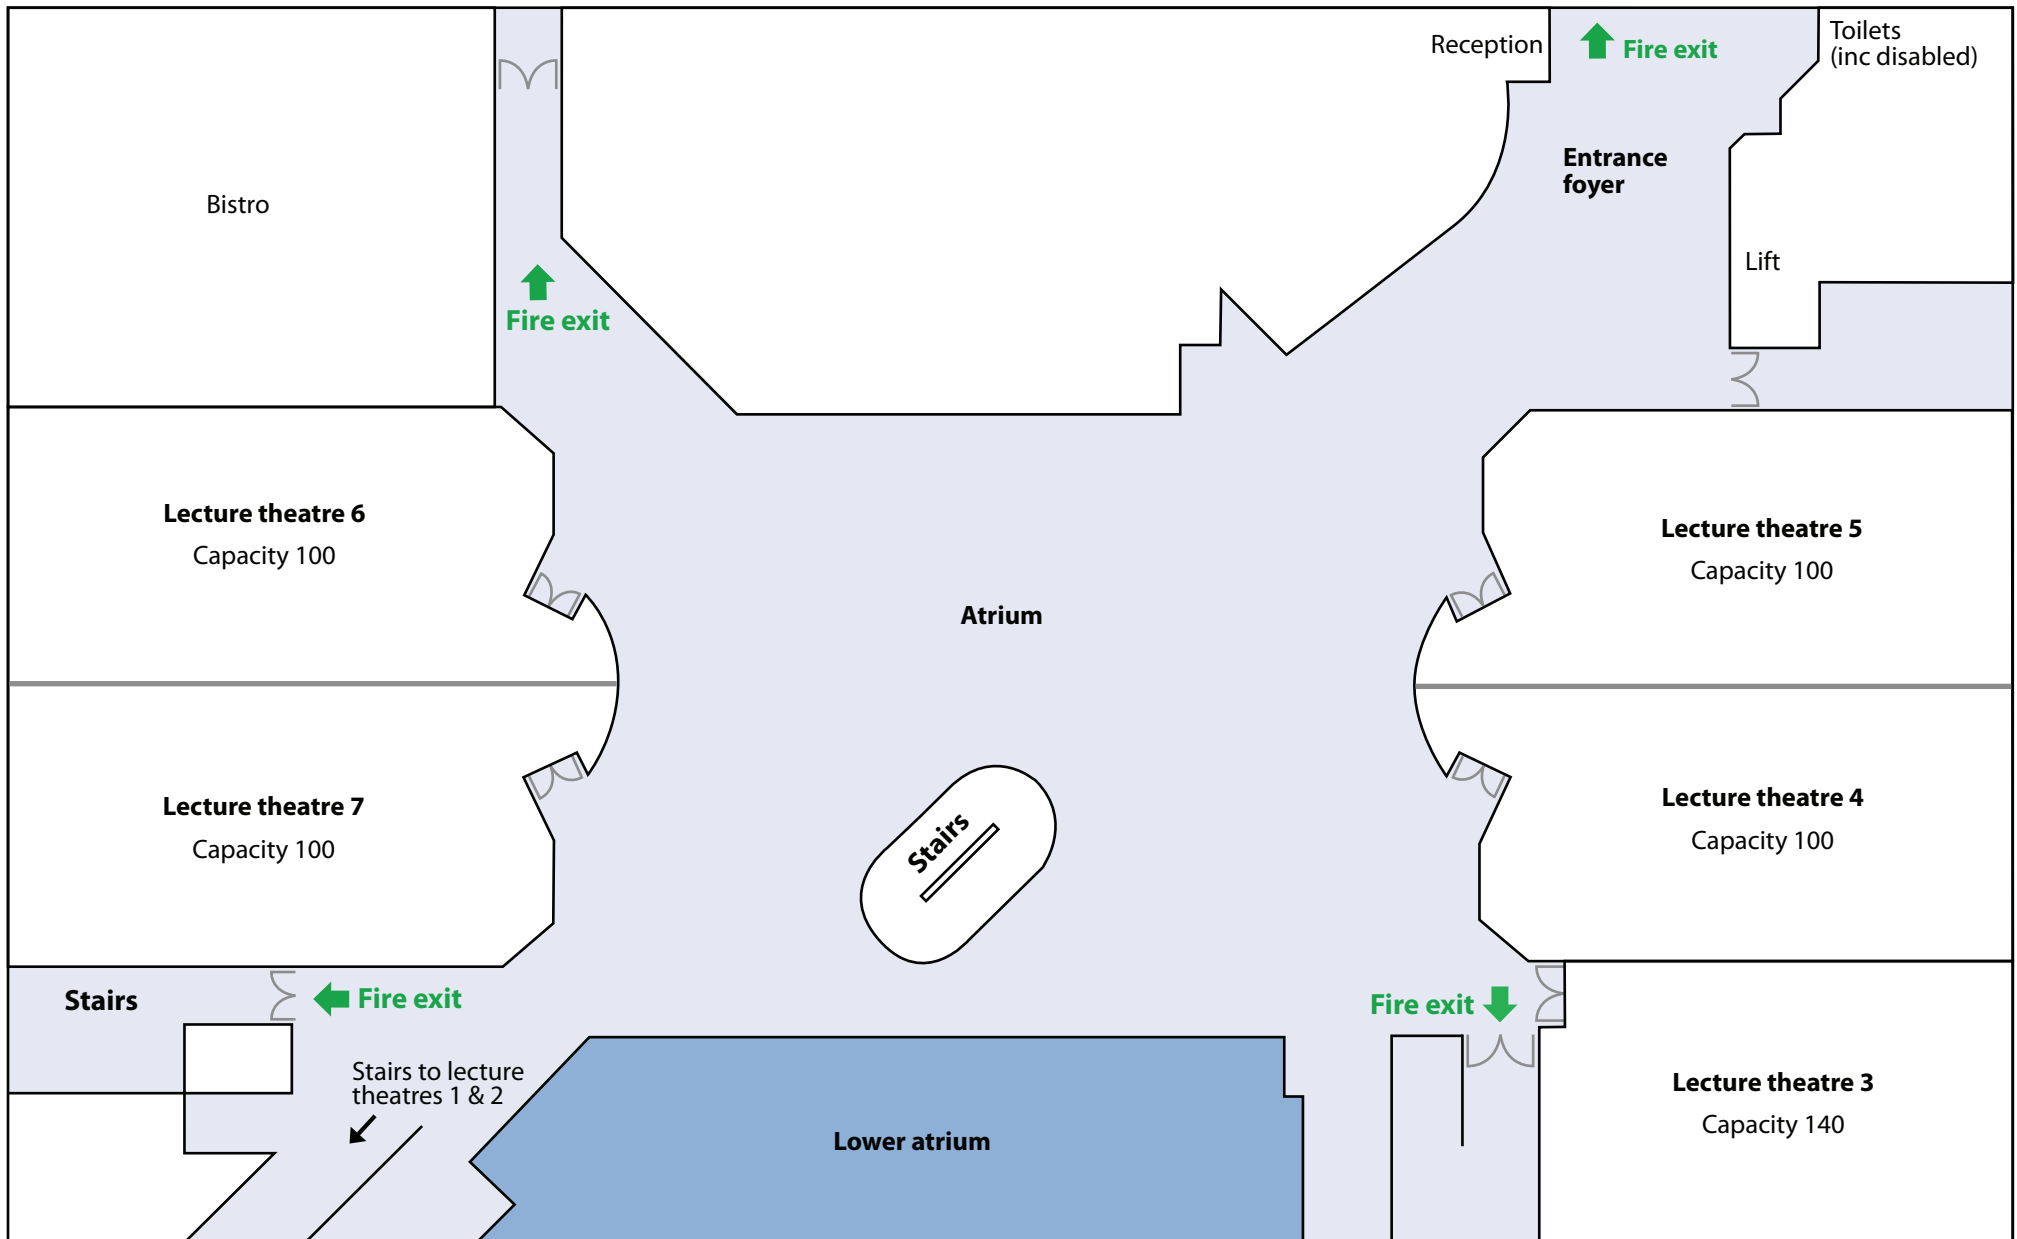 Reception
Fire exit
Toilets
(inc disabled)
Entrance
foyer
Bistro
Lift
Fire exit
Lecture theatre 6
Capacity 100
Lecture theatre 5
Capacity 100
Atrium
Lecture theatre 7
Capacity 100
Stairs
Lecture theatre 4
Capacity 100
Stairs
Fire exit
Fire exit
Stairs to lecture
theatres 1 & 2
Lower atrium
Lecture theatre 3
Capacity 140